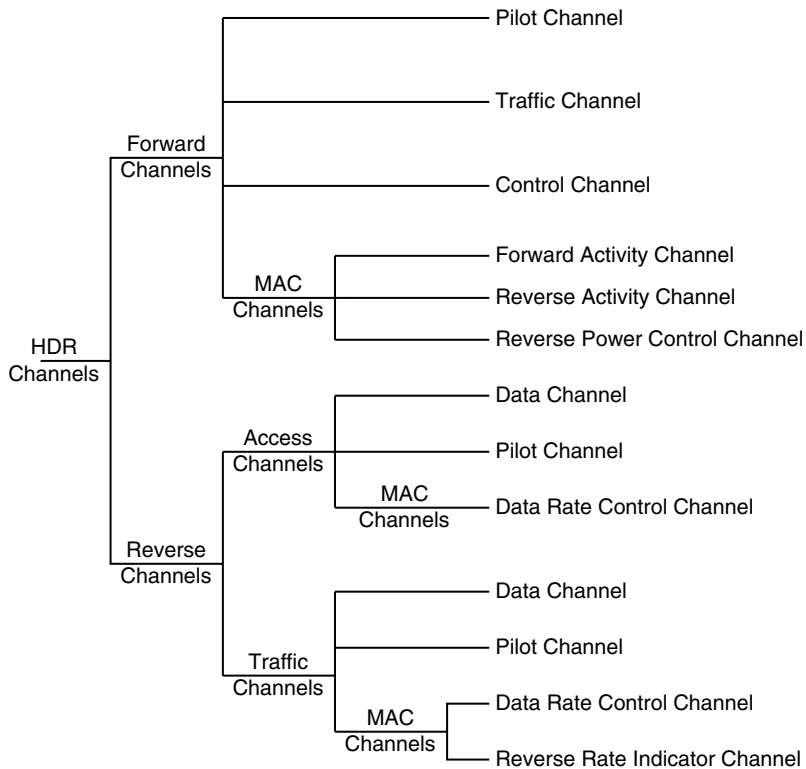 Pilot Channel
Traffic Channel
Forward
Channels
Control Channel
Forward Activity Channel
MAC
Channels
Reverse Activity Channel
Reverse Power Control Channel
HDR
Channels
Data Channel
Access
Channels
Pilot Channel
MAC
Channels
Data Rate Control Channel
Reverse
Channels
Data Channel
Pilot Channel
Traffic
Channels
Data Rate Control Channel
MAC
Channels
Reverse Rate Indicator Channel